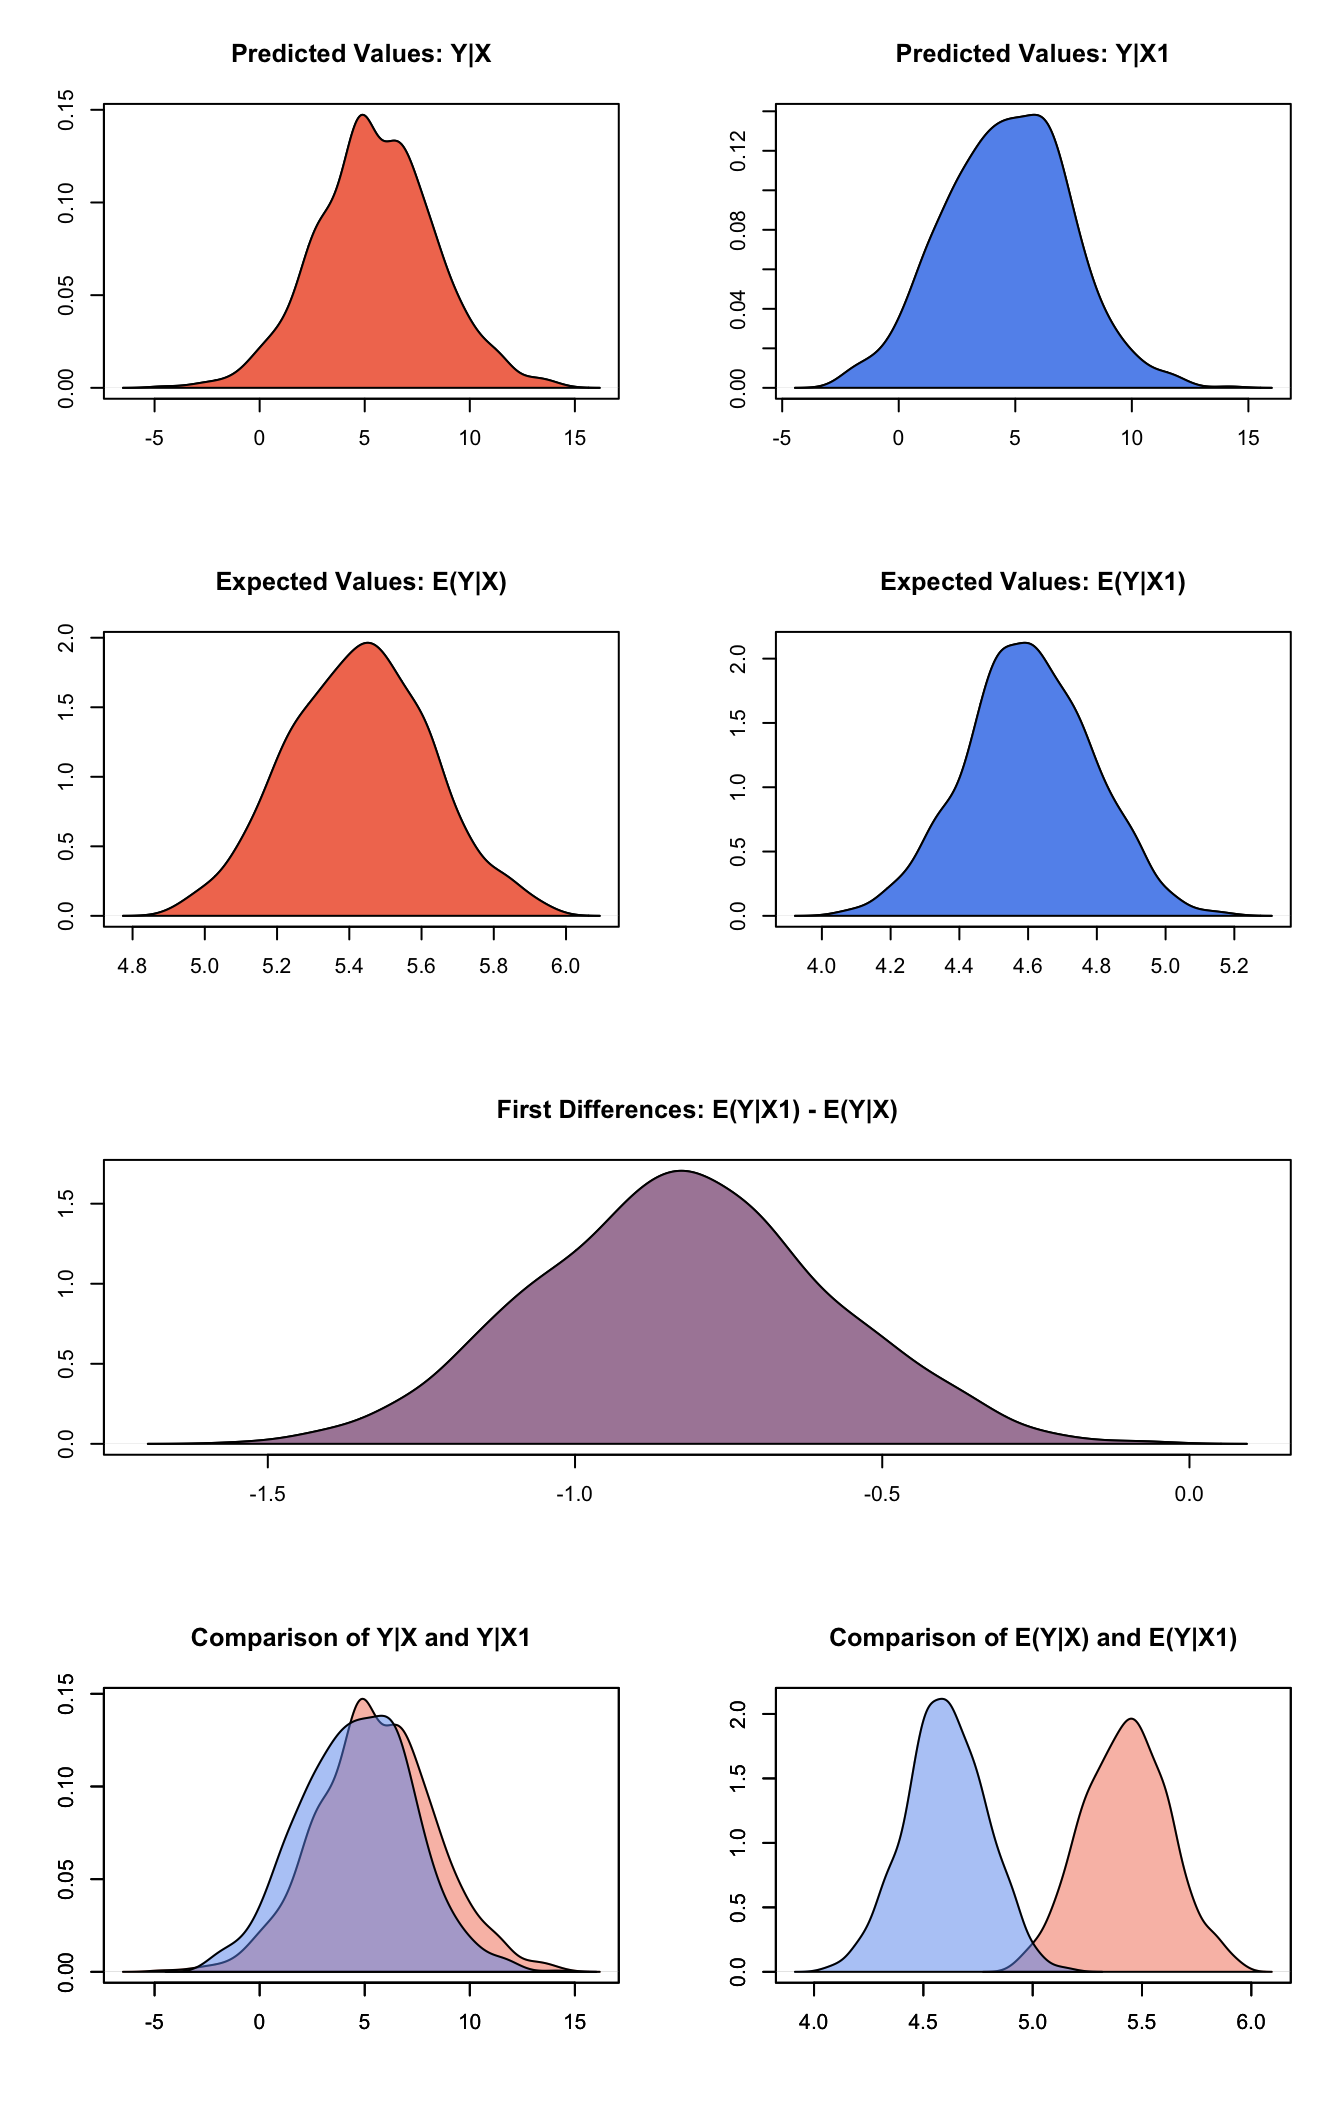 Predicted Values: Y|X
0.00 0.05 0.10 0.15
-5 0 5 10 15
Predicted Values: Y|X1
0.00 0.04 0.08 0.12
-5 0 5 10 15
Expected Values: E(Y|X)
0.0 0.5 1.0 1.5 2.0
4.8 5.0 5.2 5.4 5.6 5.8 6.0
Expected Values: E(Y|X1)
0.0 0.5 1.0 1.5 2.0
4.0 4.2 4.4 4.6 4.8 5.0 5.2
First Differences: E(Y|X1) - E(Y|X)
0.0 0.5 1.0 1.5
-1.5 -1.0 -0.5 0.0
Comparison of Y|X and Y|X1
0.00 0.05 0.10 0.15
-5 0 5 10 15
Comparison of E(Y|X) and E(Y|X1)
0.0 0.5 1.0 1.5 2.0
4.0 4.5 5.0 5.5 6.0